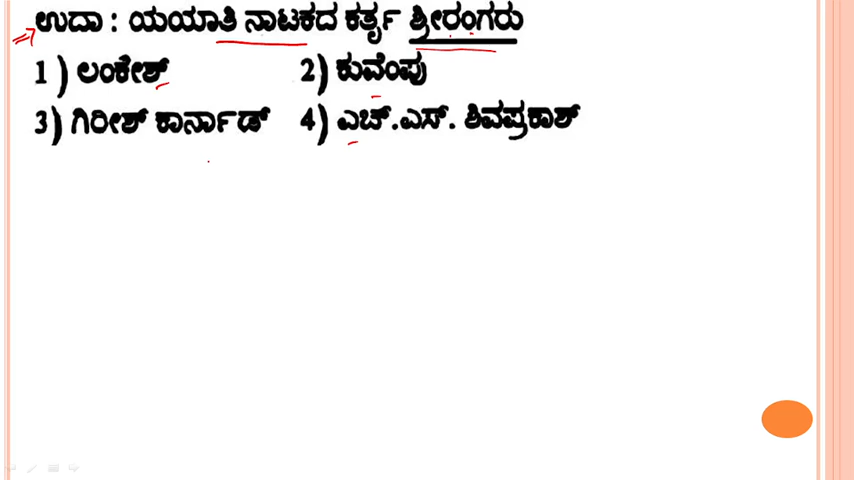 ಉದಾ : ಯಯಾತಿ ನಾಟಕದ ಕರ್ತೃ ಶ್ರೀರಂಗರು
1 ) ಲಂಕೇಶ್ 2) ಕುವೆಂಪು
3) ಗಿರೀಶ್ ಕಾರ್ನಾಡ್ 4) ಎಚ್.ಎಸ್. ಶಿವಪ್ರಕಾಶ್